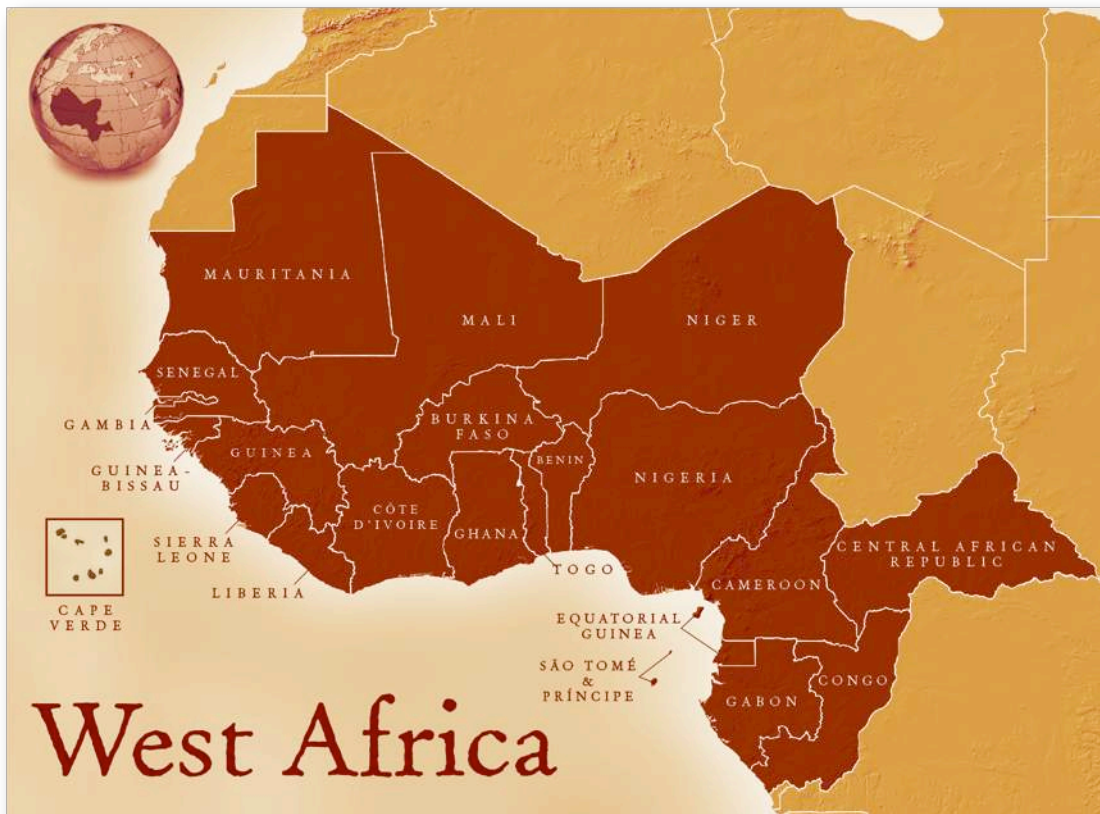 MAURITANIA
MALI
NIGER
SENEGAL
GAMBIA
BURKINA
FASO
GUINEA
BENIN
GUINEA-
BISSAU
NIGERIA
CÔTE
D'IVOIRE
GHANA
SIERRA
LEONE
CENTRAL AFRICAN
REPUBLIC
LIBERIA
TOGO
CAMEROON
CAPE
VERDE
EQUATORIAL
GUINEA
SÃO TOMÉ
&
PRÍNCIPE
GABON
CONGO
West Africa